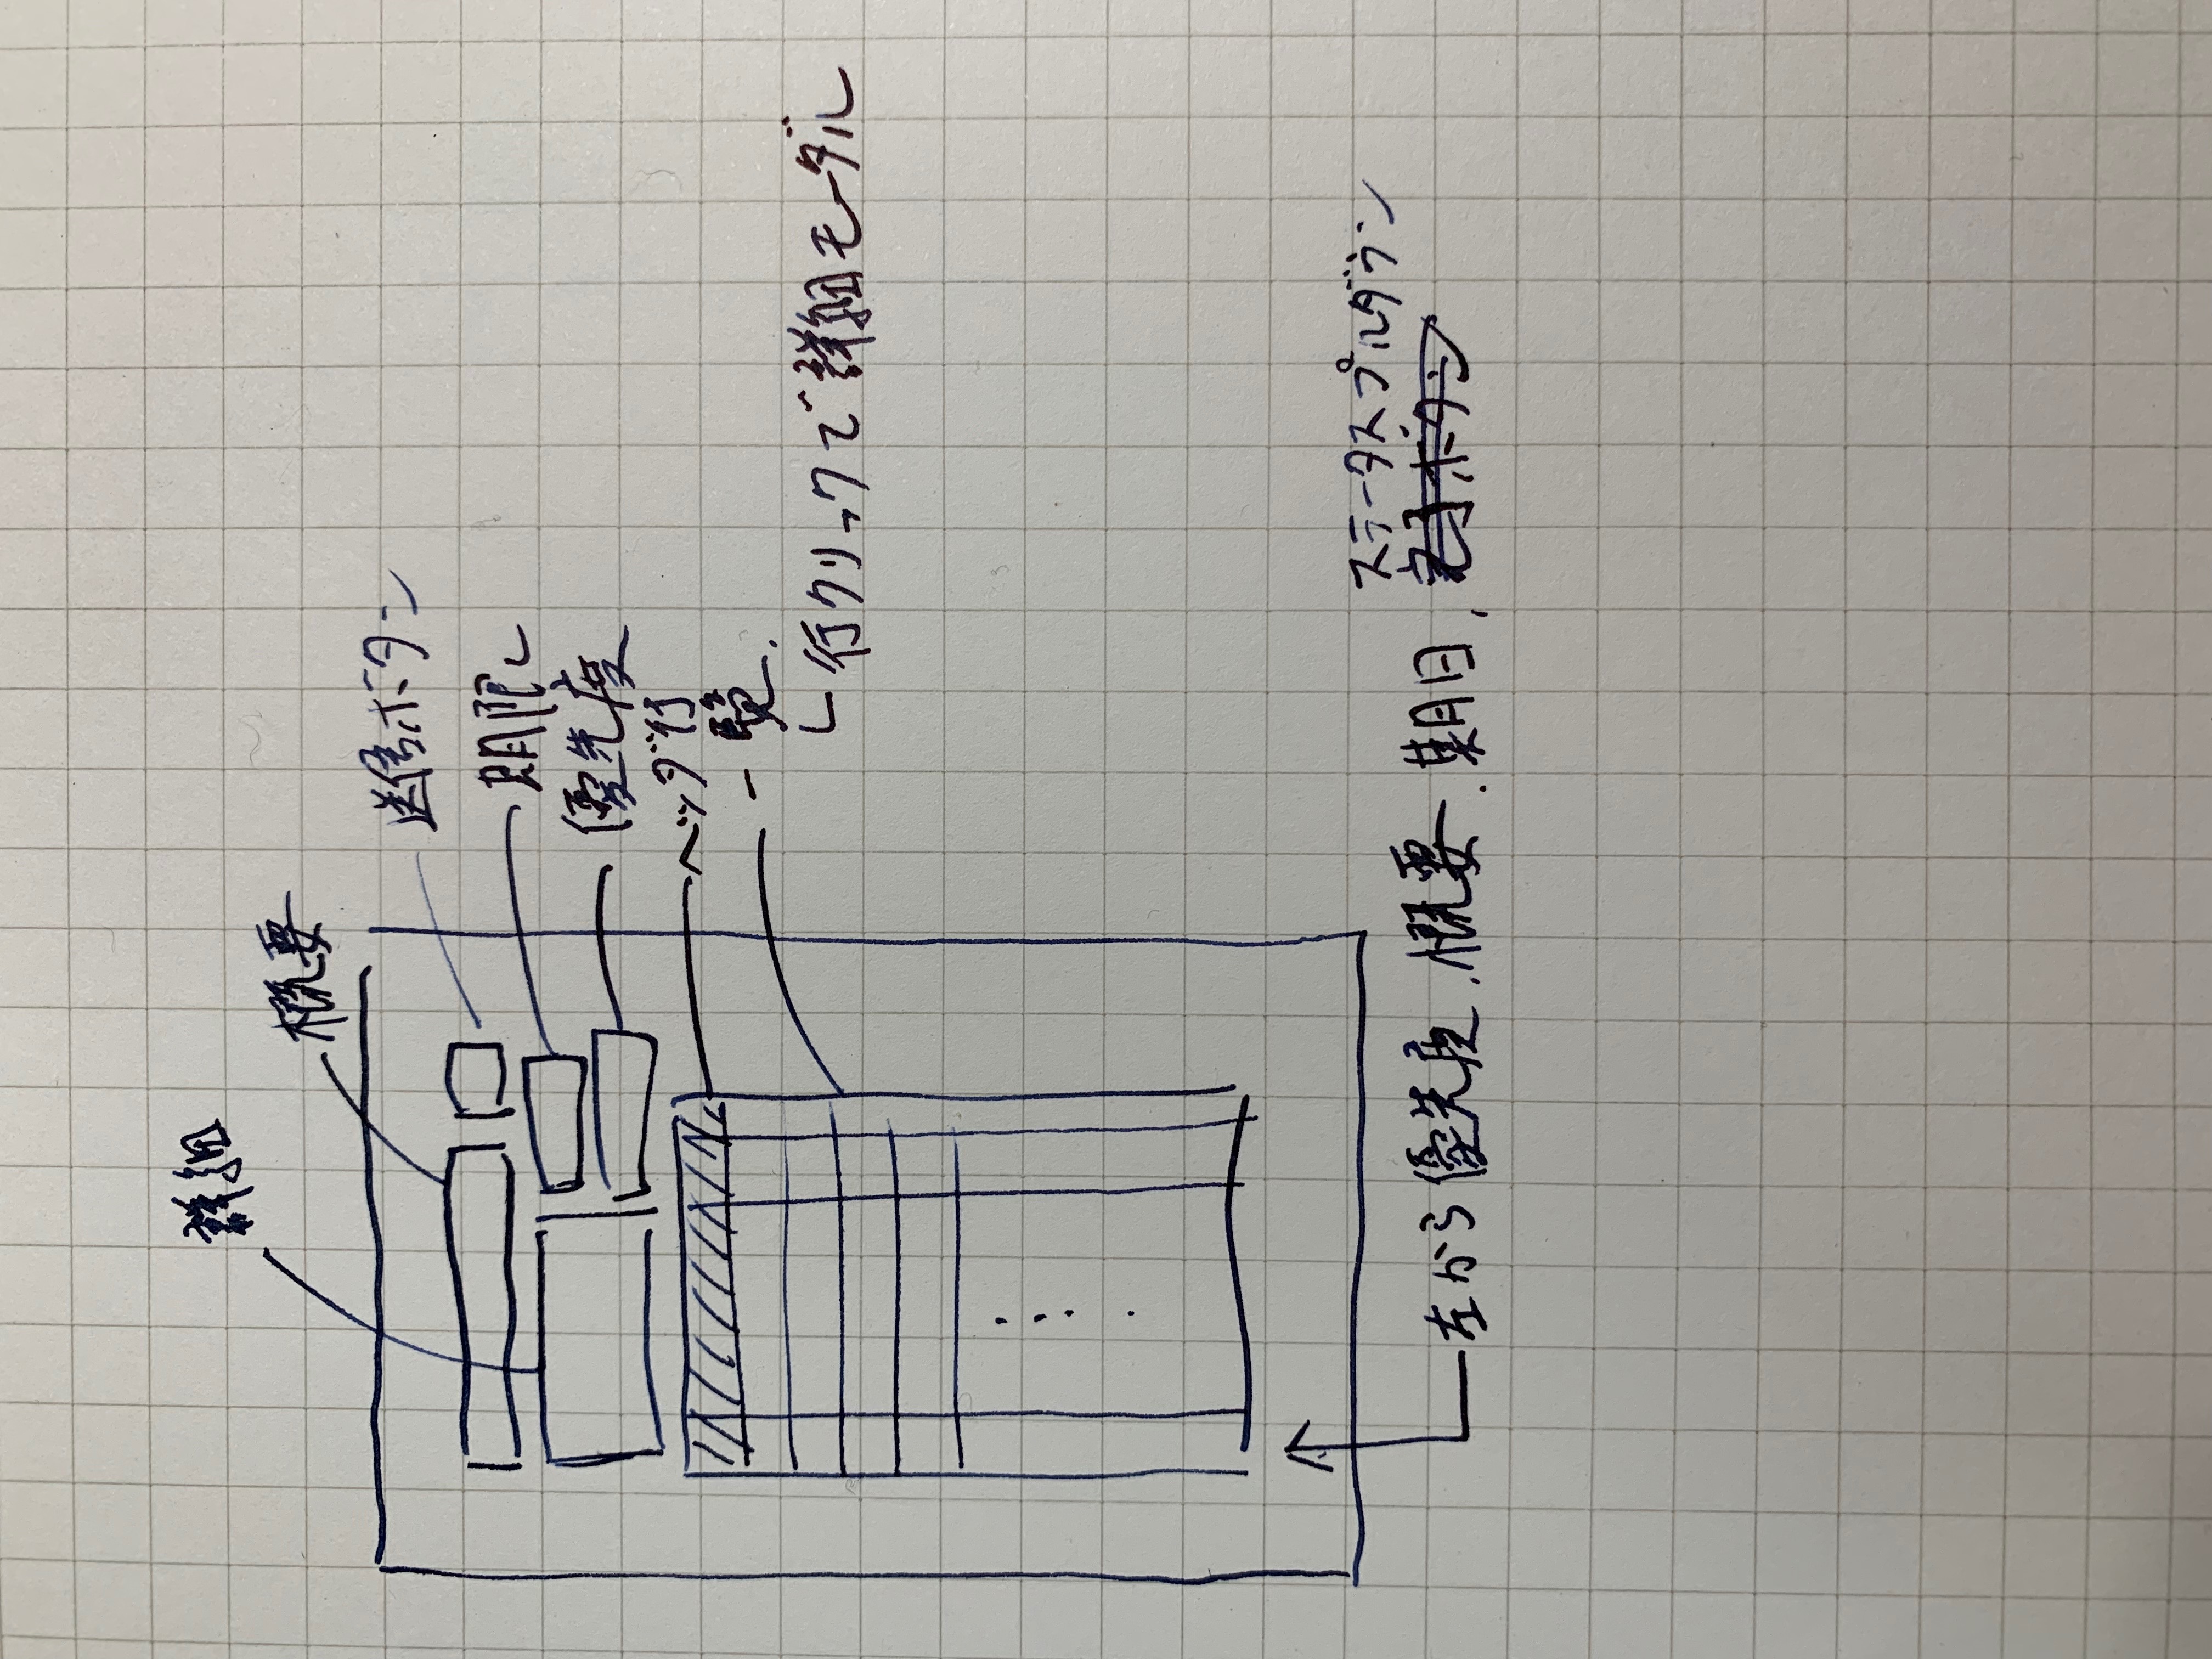 詳細
概要
送信ボタン
期限
優先度
ヘッダ行
一覧.
行クリックで詳細モーダル
ステータスプルダウン
左から優先度.概要.期日,完了ボタン